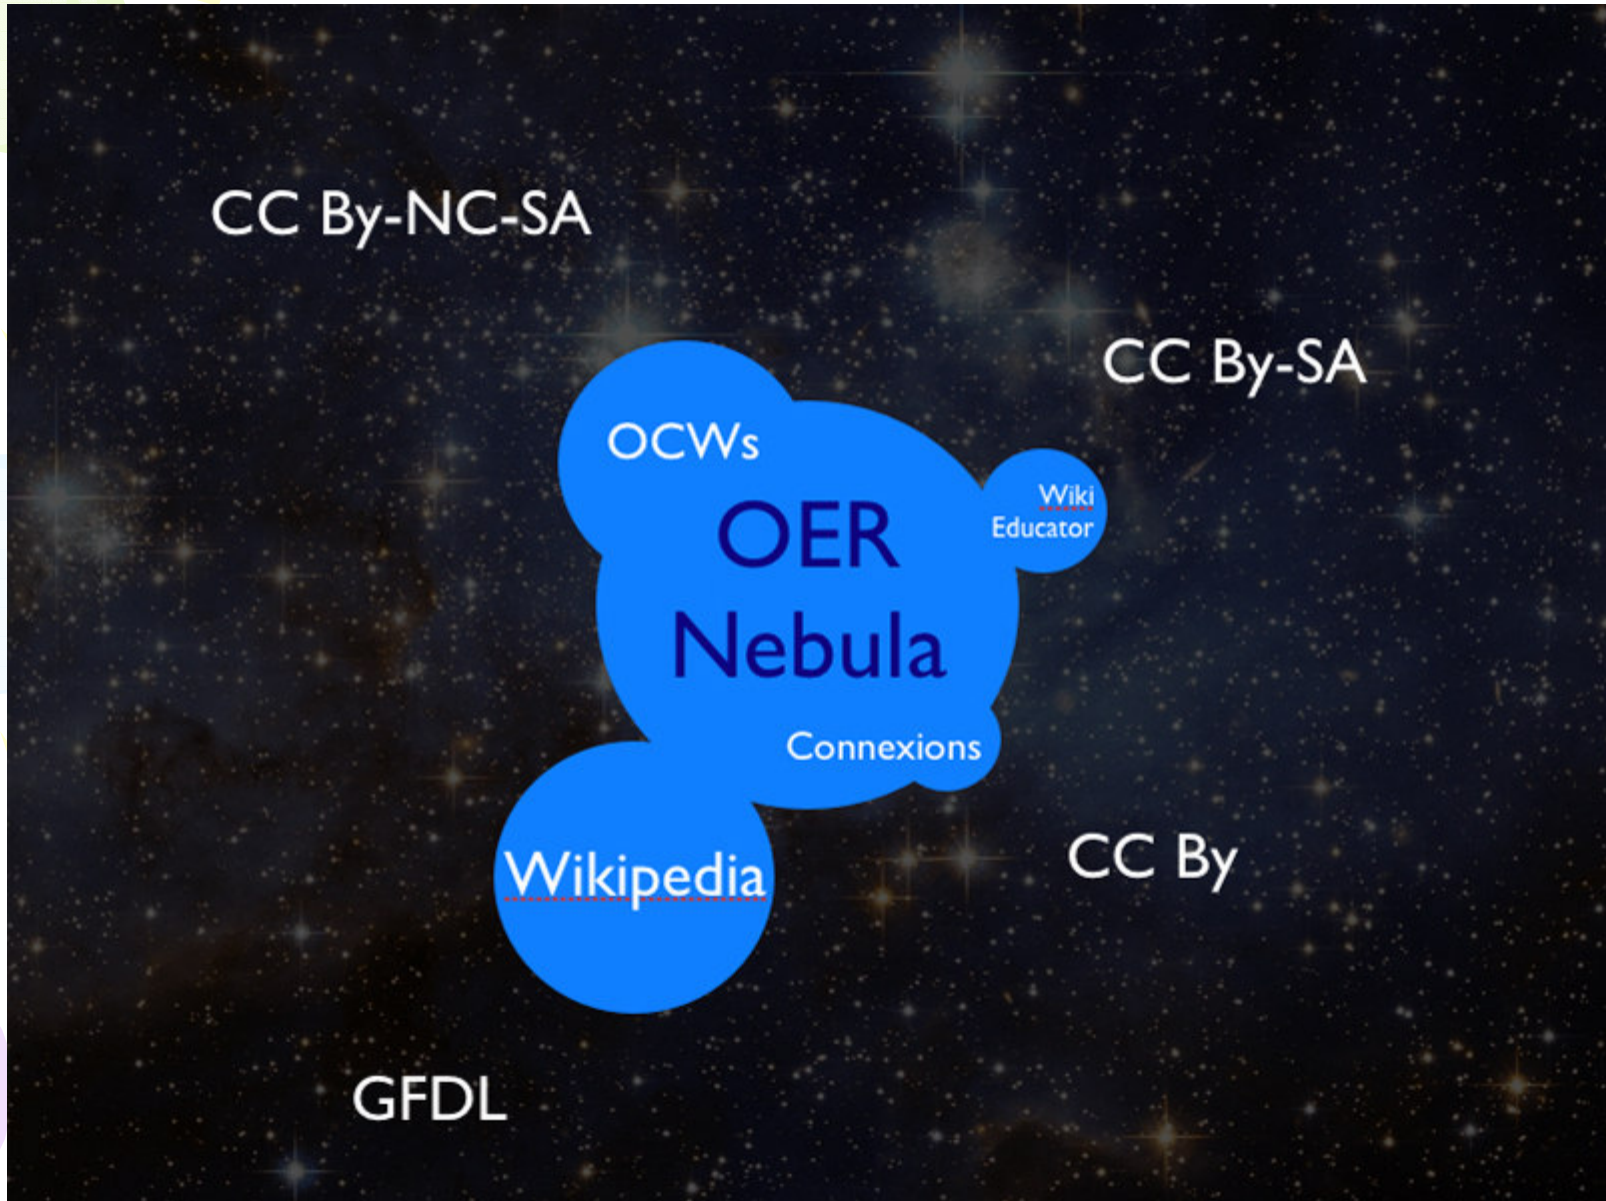 CC By-NC-SA
CC By-SA
OCWs
Wiki
Educator
OER
Nebula
Connexions
CC By
Wikipedia
GFDL